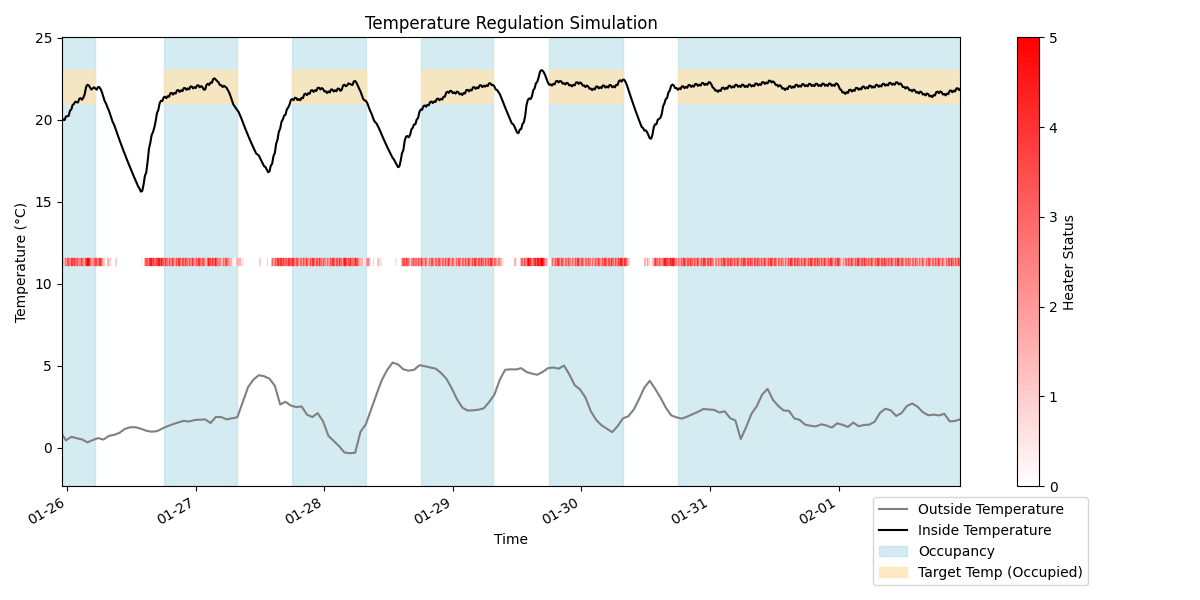 Temperature Regulation Simulation
25
20
15
10
5
0
Temperature (°C)
01-26
01-27
01-28
01-29
01-30
01-31
02-01
Time
5
4
3
2
1
0
Heater Status
Outside Temperature
Inside Temperature
Occupancy
Target Temp (Occupied)